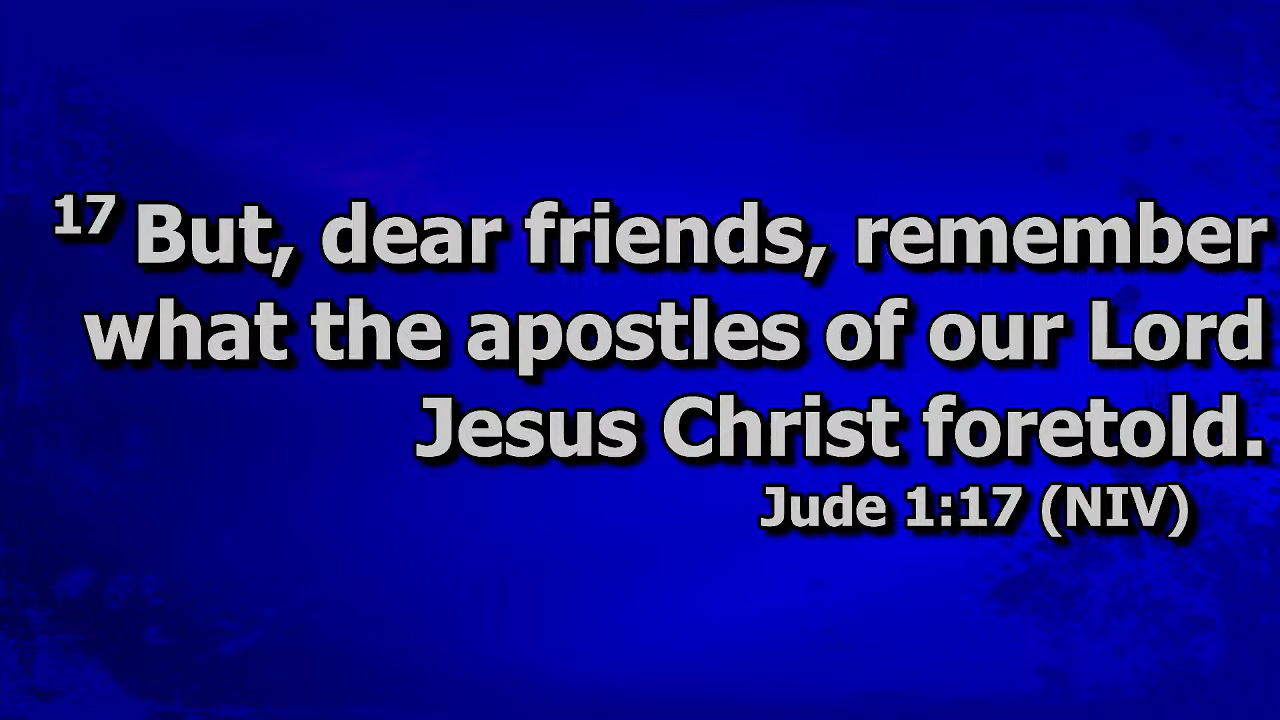 17 But, dear friends, remember
what the apostles of our Lord
Jesus Christ foretold.
Jude 1:17 (NIV)